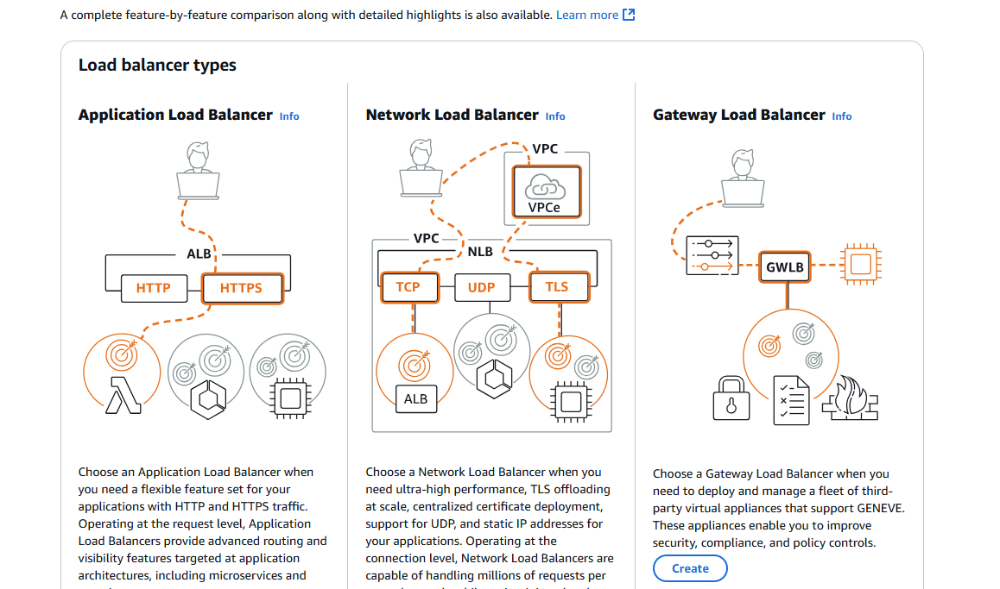 A complete feature-by-feature comparison along with detailed highlights is also available. Learn more
Load balancer types
Application Load Balancer Info
ALB
HTTP
HTTPS
Choose an Application Load Balancer when
you need a flexible feature set for your
applications with HTTP and HTTPS traffic.
Operating at the request level, Application
Load Balancers provide advanced routing and
visibility features targeted at application
architectures, including microservices and
Network Load Balancer Info
VPC
VPCe
VPC
NLB
TCP
UDP
TLS
ALB
Choose a Network Load Balancer when you
need ultra-high performance, TLS offloading
at scale, centralized certificate deployment,
support for UDP, and static IP addresses for
your applications. Operating at the
connection level, Network Load Balancers are
capable of handling millions of requests per
Gateway Load Balancer Info
GWLB
Choose a Gateway Load Balancer when you
need to deploy and manage a fleet of third-
party virtual appliances that support GENEVE.
These appliances enable you to improve
security, compliance, and policy controls.
Create